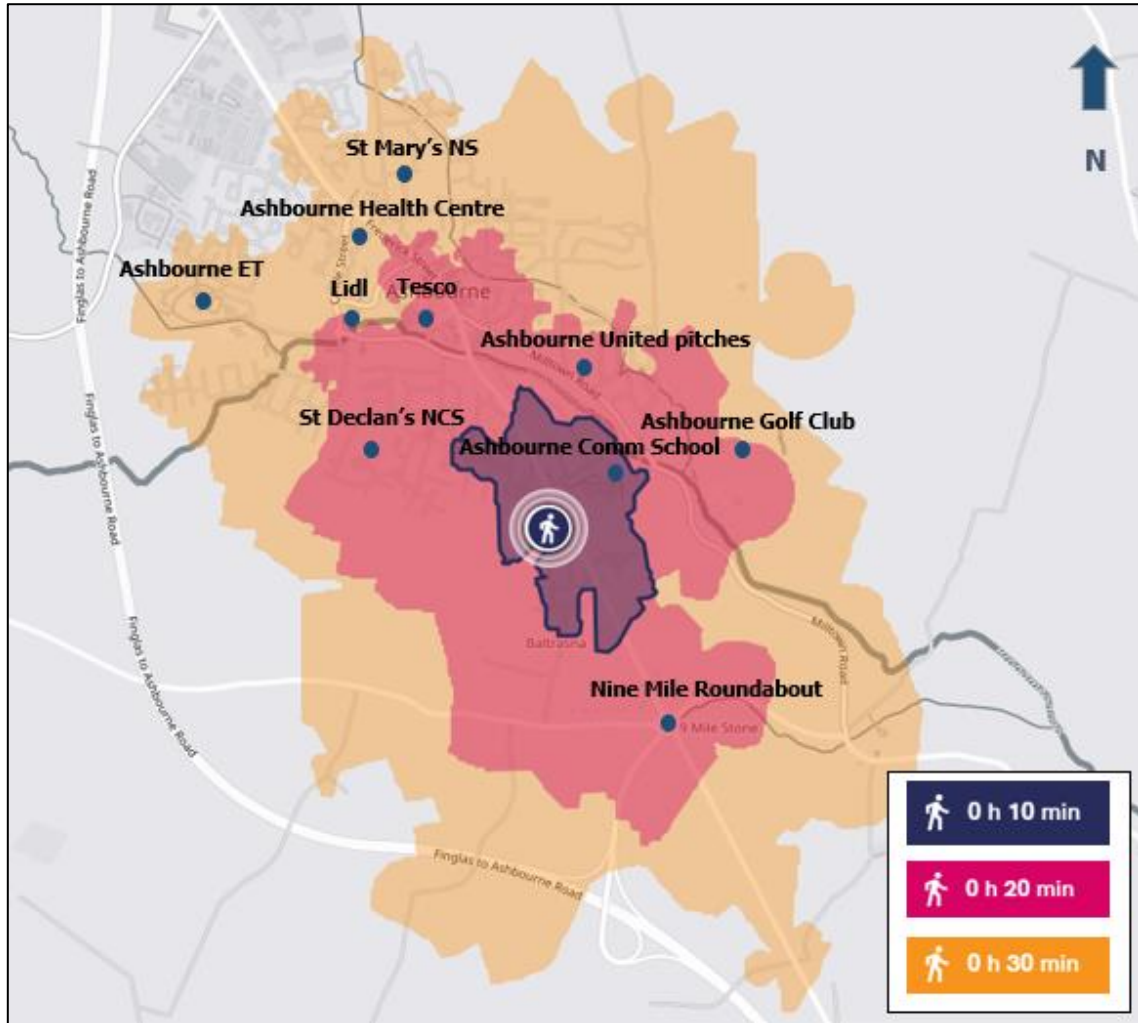 N
St Mary's NS
Ashbourne Health Centre
Frederick Street
Ashbourne ET
Lidl
Tesco
Ashbourne
Finglas to Ashbourne Road
Finglas to Ashbourne Road
Ashbourne United pitches
Milltown Road
St Declan's NCS
Ashbourne Golf Club
Ashbourne Comm School
Baltrasna
Milltown Road
Finglas to Ashbourne Road
Nine Mile Roundabout
9 Mile Stone
Finglas to Ashbourne Road
0 h 10 min
0 h 20 min
0 h 30 min